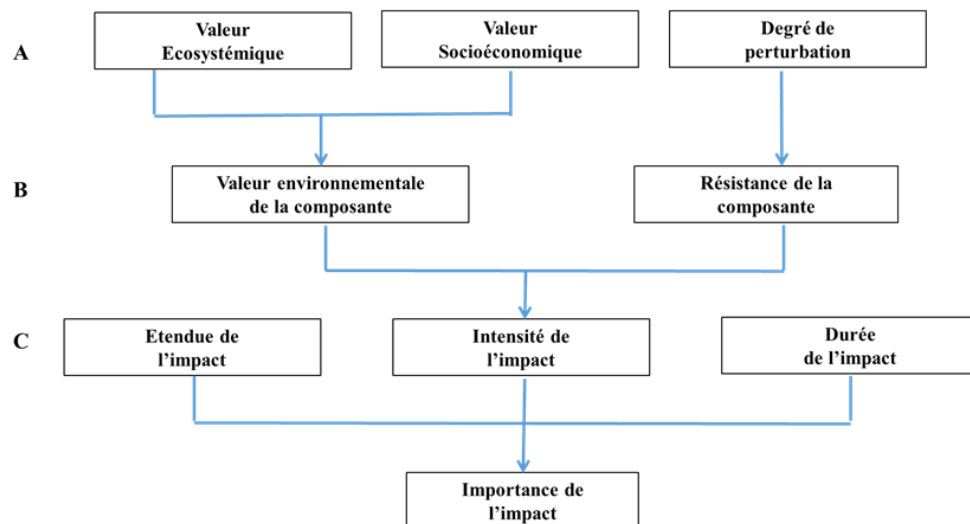 A
Valeur
Ecosystémique
Valeur
Socioéconomique
Degré de
perturbation
B
Valeur environnementale
de la composante
Résistance de la
composante
C
Etendue de
l’impact
Intensité de
l’impact
Durée
de l’impact
Importance de
l’impact